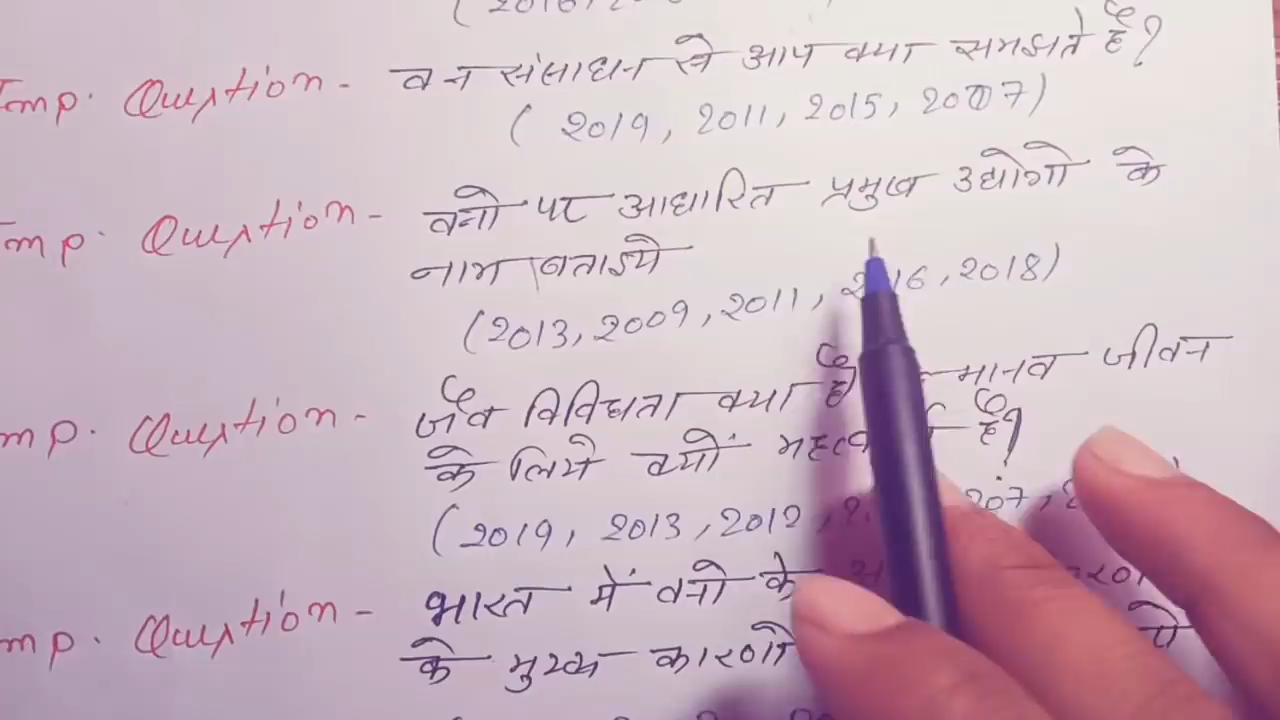 Imp. Question - वन संसाधन से आप क्या समझते है?
(2019, 2011, 2015, 2007)
Imp. Question - वनो पर आधारित प्रमुख उद्योगो के
नाम बताइये
(2013, 2009, 2011, 2016, 2018)
Imp. Question - जैव विविधता क्या है मानव जीवन
के लिये क्यों है?
(2019, 2013, 2012,
Imp. Question - भारत में वनो के
के मुख्य कारणो